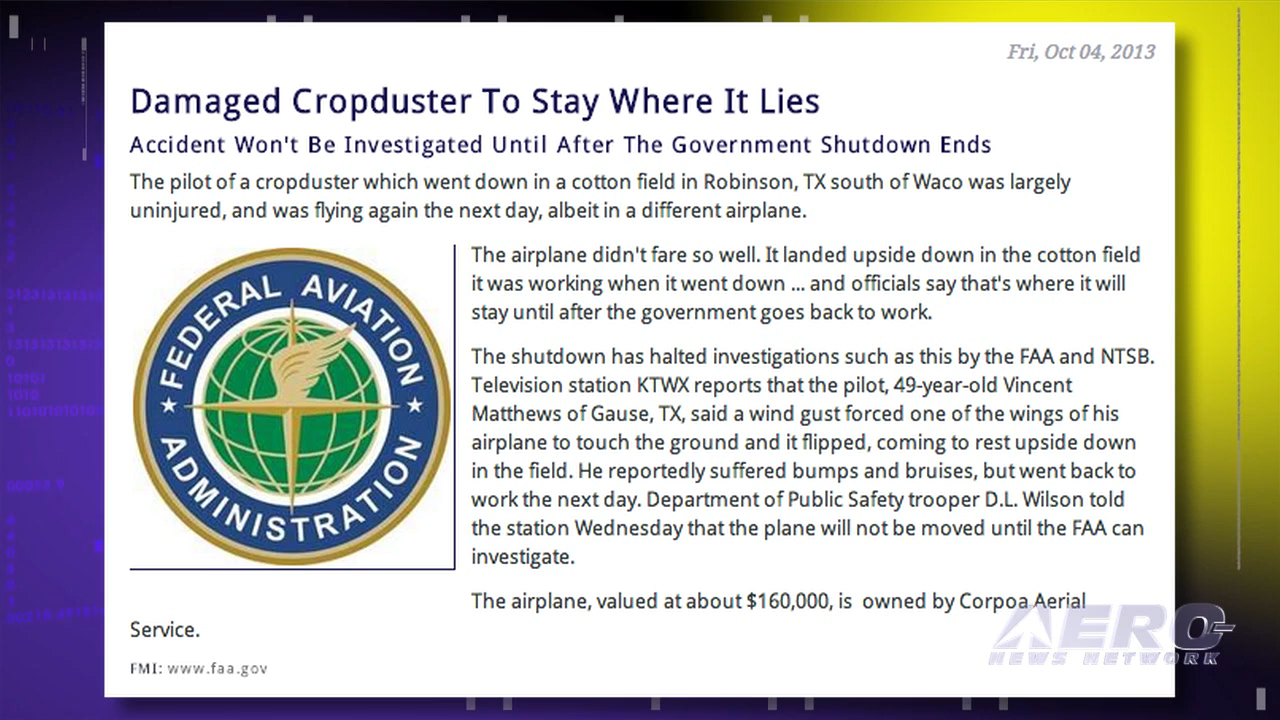 Fri, Oct 04, 2013
Damaged Cropduster To Stay Where It Lies
Accident Won't Be Investigated Until After The Government Shutdown Ends
The pilot of a cropduster which went down in a cotton field in Robinson, TX south of Waco was largely
uninjured, and was flying again the next day, albeit in a different airplane.
FEDERAL AVIATION
ADMINISTRATION
The airplane didn't fare so well. It landed upside down in the cotton field
it was working when it went down ... and officials say that's where it will
stay until after the government goes back to work.
The shutdown has halted investigations such as this by the FAA and NTSB.
Television station KTWX reports that the pilot, 49-year-old Vincent
Matthews of Gause, TX, said a wind gust forced one of the wings of his
airplane to touch the ground and it flipped, coming to rest upside down
in the field. He reportedly suffered bumps and bruises, but went back to
work the next day. Department of Public Safety trooper D.L. Wilson told
the station Wednesday that the plane will not be moved until the FAA can
investigate.
The airplane, valued at about $160,000, is  owned by Corpoa Aerial
Service.
FMI: www.faa.gov
AERO
NEWS NETWORK